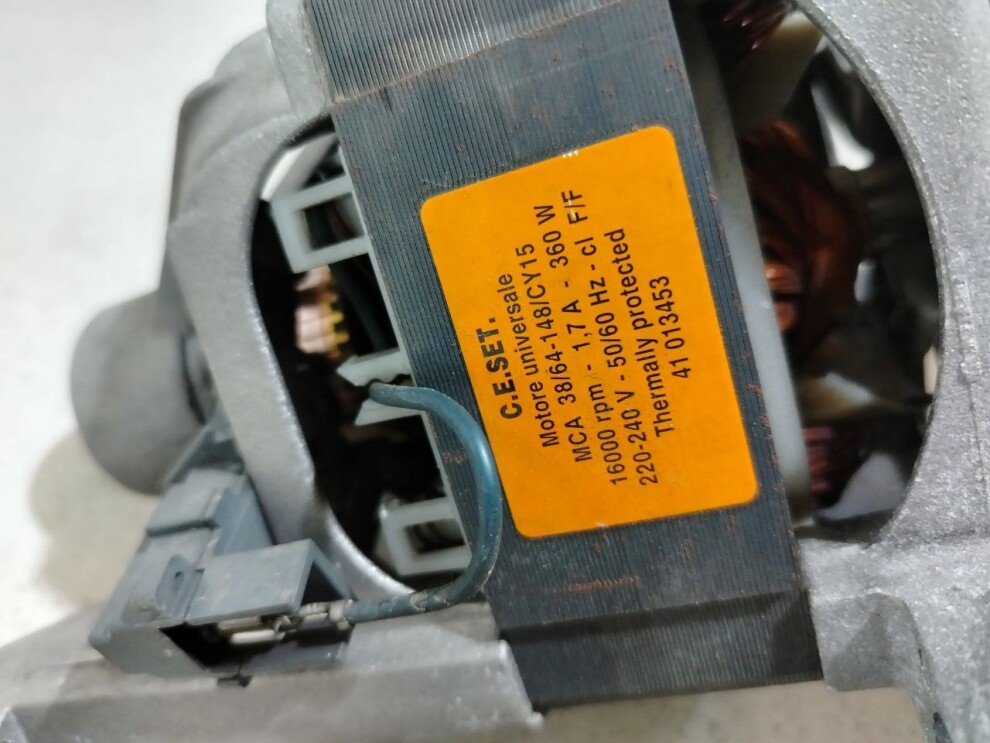 C.E.SET.
Motore universale
MCA 38/64-148/CY15
1,7 A - 360 W
16000 rpm - 50/60 Hz - cl F/F
220-240 V -
Thermally protected
41 013453